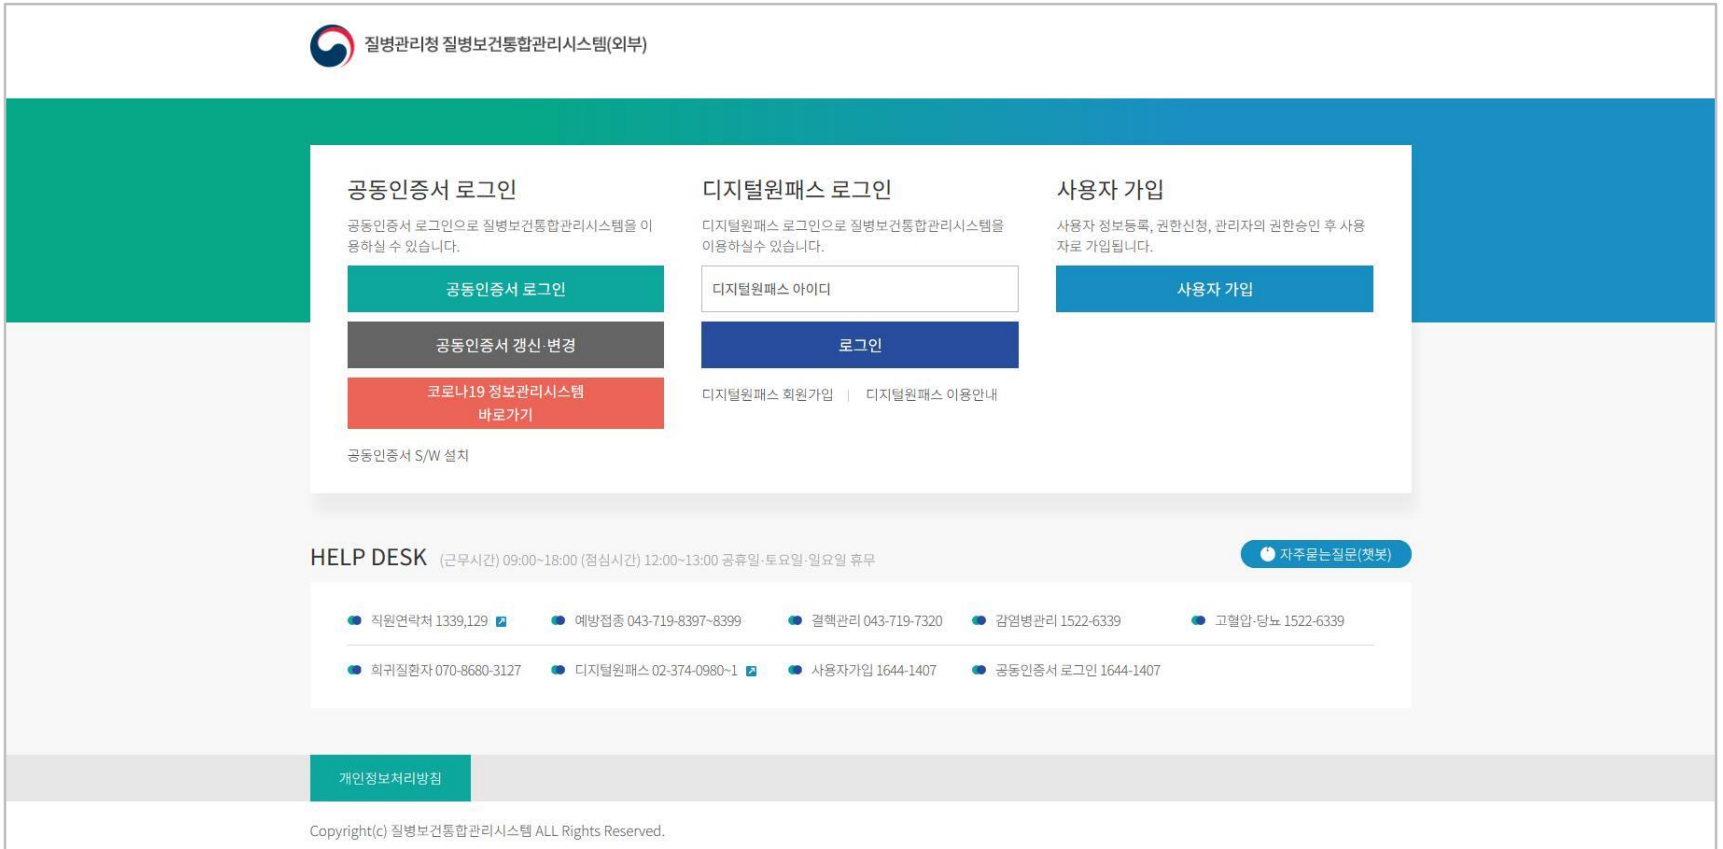 질병관리청 질병보건통합관리시스템(외부)
공동인증서 로그인
공동인증서 로그인으로 질병보건통합관리시스템을 이
용하실 수 있습니다.
공동인증서 로그인
공동인증서 갱신·변경
코로나19 정보관리시스템
바로가기
공동인증서 S/W 설치
디지털원패스 로그인
디지털원패스 로그인으로 질병보건통합관리시스템을
이용하실수 있습니다.
디지털원패스 아이디
로그인
디지털원패스 회원가입 | 디지털원패스 이용안내
사용자 가입
사용자 정보등록, 권한신청, 관리자의 권한승인 후 사용
자로 가입됩니다.
사용자 가입
HELP DESK (근무시간) 09:00~18:00 (점심시간) 12:00~13:00 공휴일·토요일·일요일 휴무
자주묻는질문(챗봇)
직원연락처 1339,129 예방접종 043-719-8397~8399 결핵관리 043-719-7320 감염병관리 1522-6339 고혈압·당뇨 1522-6339
희귀질환자 070-8680-3127 디지털원패스 02-374-0980~1 사용자가입 1644-1407 공동인증서 로그인 1644-1407
개인정보처리방침
Copyright(c) 질병보건통합관리시스템 ALL Rights Reserved.